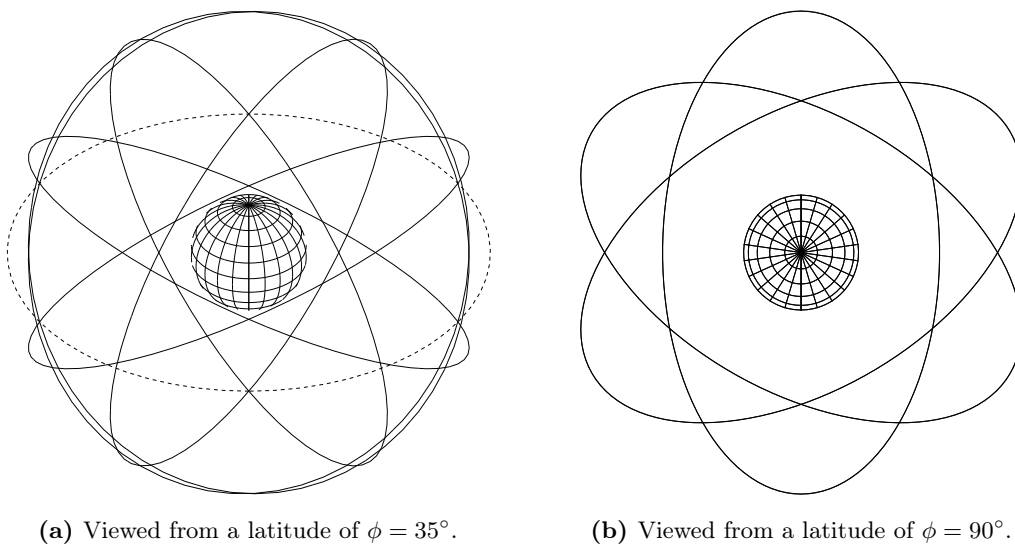 (a) Viewed from a latitude of ϕ = 35°.
(b) Viewed from a latitude of ϕ = 90°.